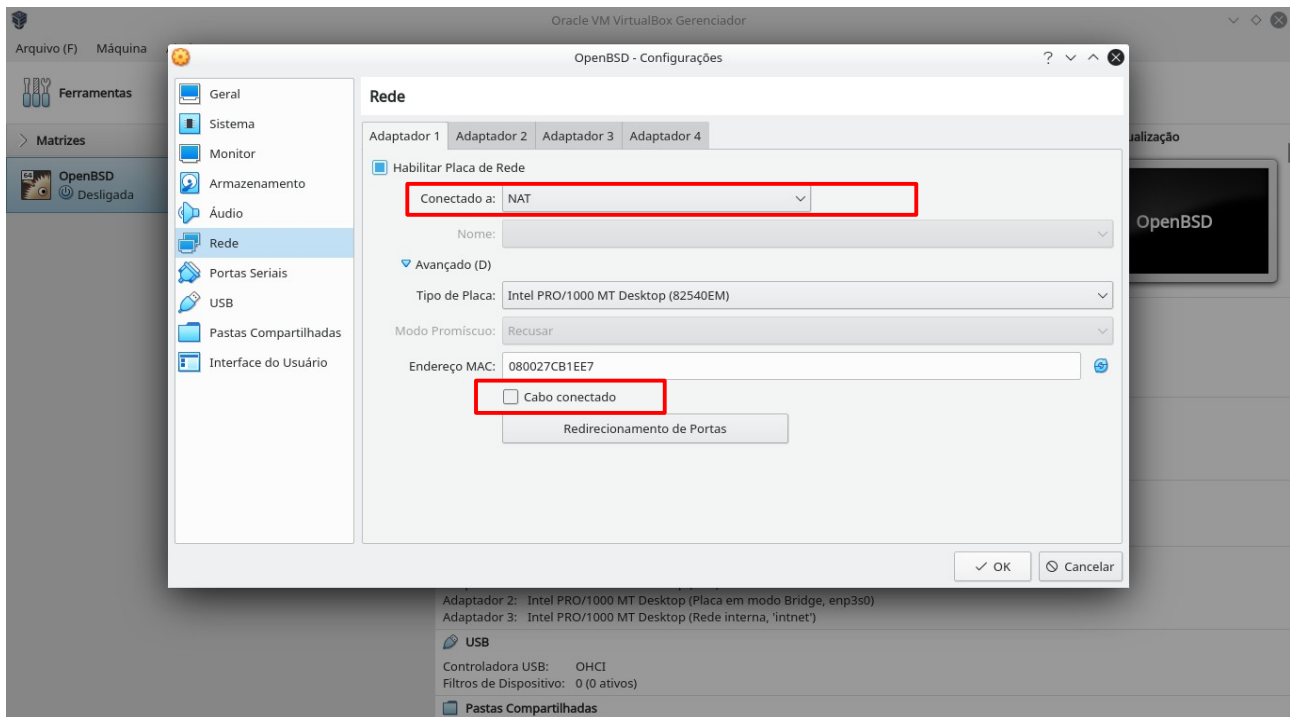 Oracle VM VirtualBox Gerenciador
Arquivo (F) Máquina
OpenBSD - Configurações
Ferramentas
Matrizes
OpenBSD
Desligada
Geral
Sistema
Monitor
Armazenamento
Áudio
Rede
Portas Seriais
USB
Pastas Compartilhadas
Interface do Usuário
Rede
Adaptador 1 Adaptador 2 Adaptador 3 Adaptador 4
Habilitar Placa de Rede
Conectado a: NAT
Nome:
Avançado (D)
Tipo de Placa: Intel PRO/1000 MT Desktop (82540EM)
Modo Promíscuo: Recusar
Endereço MAC: 080027CB1EE7
Cabo conectado
Redirecionamento de Portas
OK Cancelar
ualização
OpenBSD
Adaptador 2: Intel PRO/1000 MT Desktop (Placa em modo Bridge, enp3s0)
Adaptador 3: Intel PRO/1000 MT Desktop (Rede interna, 'intnet')
USB
Controladora USB: OHCI
Filtros de Dispositivo: 0 (0 ativos)
Pastas Compartilhadas